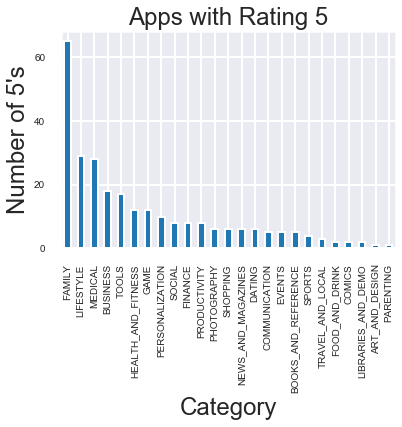 Apps with Rating 5
Number of 5's
60
40
20
0
FAMILY
LIFESTYLE
MEDICAL
BUSINESS
TOOLS
HEALTH_AND_FITNESS
GAME
PERSONALIZATION
SOCIAL
FINANCE
PRODUCTIVITY
PHOTOGRAPHY
SHOPPING
NEWS_AND_MAGAZINES
DATING
COMMUNICATION
EVENTS
BOOKS_AND_REFERENCE
SPORTS
TRAVEL_AND_LOCAL
FOOD_AND_DRINK
COMICS
LIBRARIES_AND_DEMO
ART_AND_DESIGN
PARENTING
Category